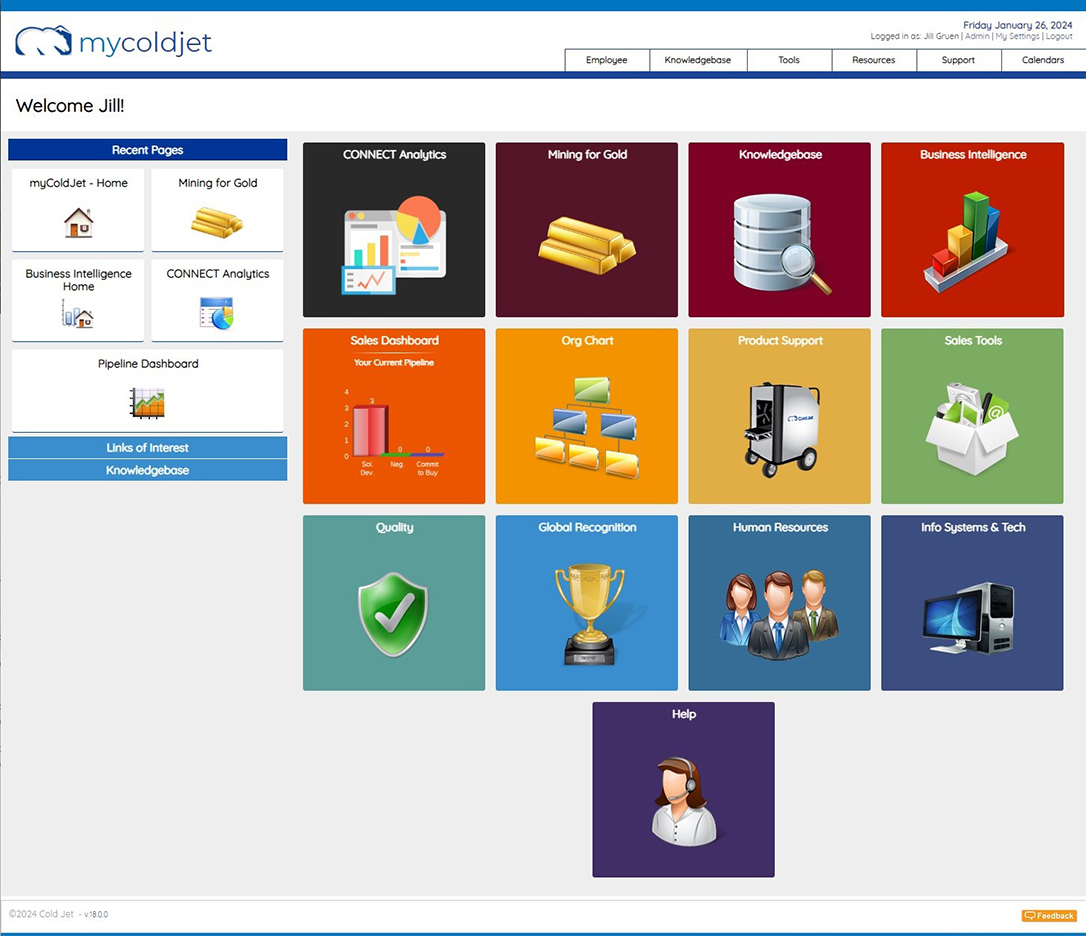 mycoldjet
Friday January 26, 2024
Logged in as: Jill Gruen | Admin | My Settings | Logout
Employee
Knowledgebase
Tools
Resources
Support
Calendars
Welcome Jill!
Recent Pages
myColdJet - Home
Mining for Gold
Business Intelligence
Home
CONNECT Analytics
Pipeline Dashboard
Links of Interest
Knowledgebase
CONNECT Analytics
Mining for Gold
Knowledgebase
Business Intelligence
Sales Dashboard
Your Current Pipeline
4
3
2
1
0
3
0
0
Sol.
Dev.
Neg.
Commit
to Buy
Org Chart
Product Support
Cold Jet
Sales Tools
@
Quality
Global Recognition
Human Resources
Info Systems & Tech
Help
©2024 Cold Jet - v.18.0.0
Feedback